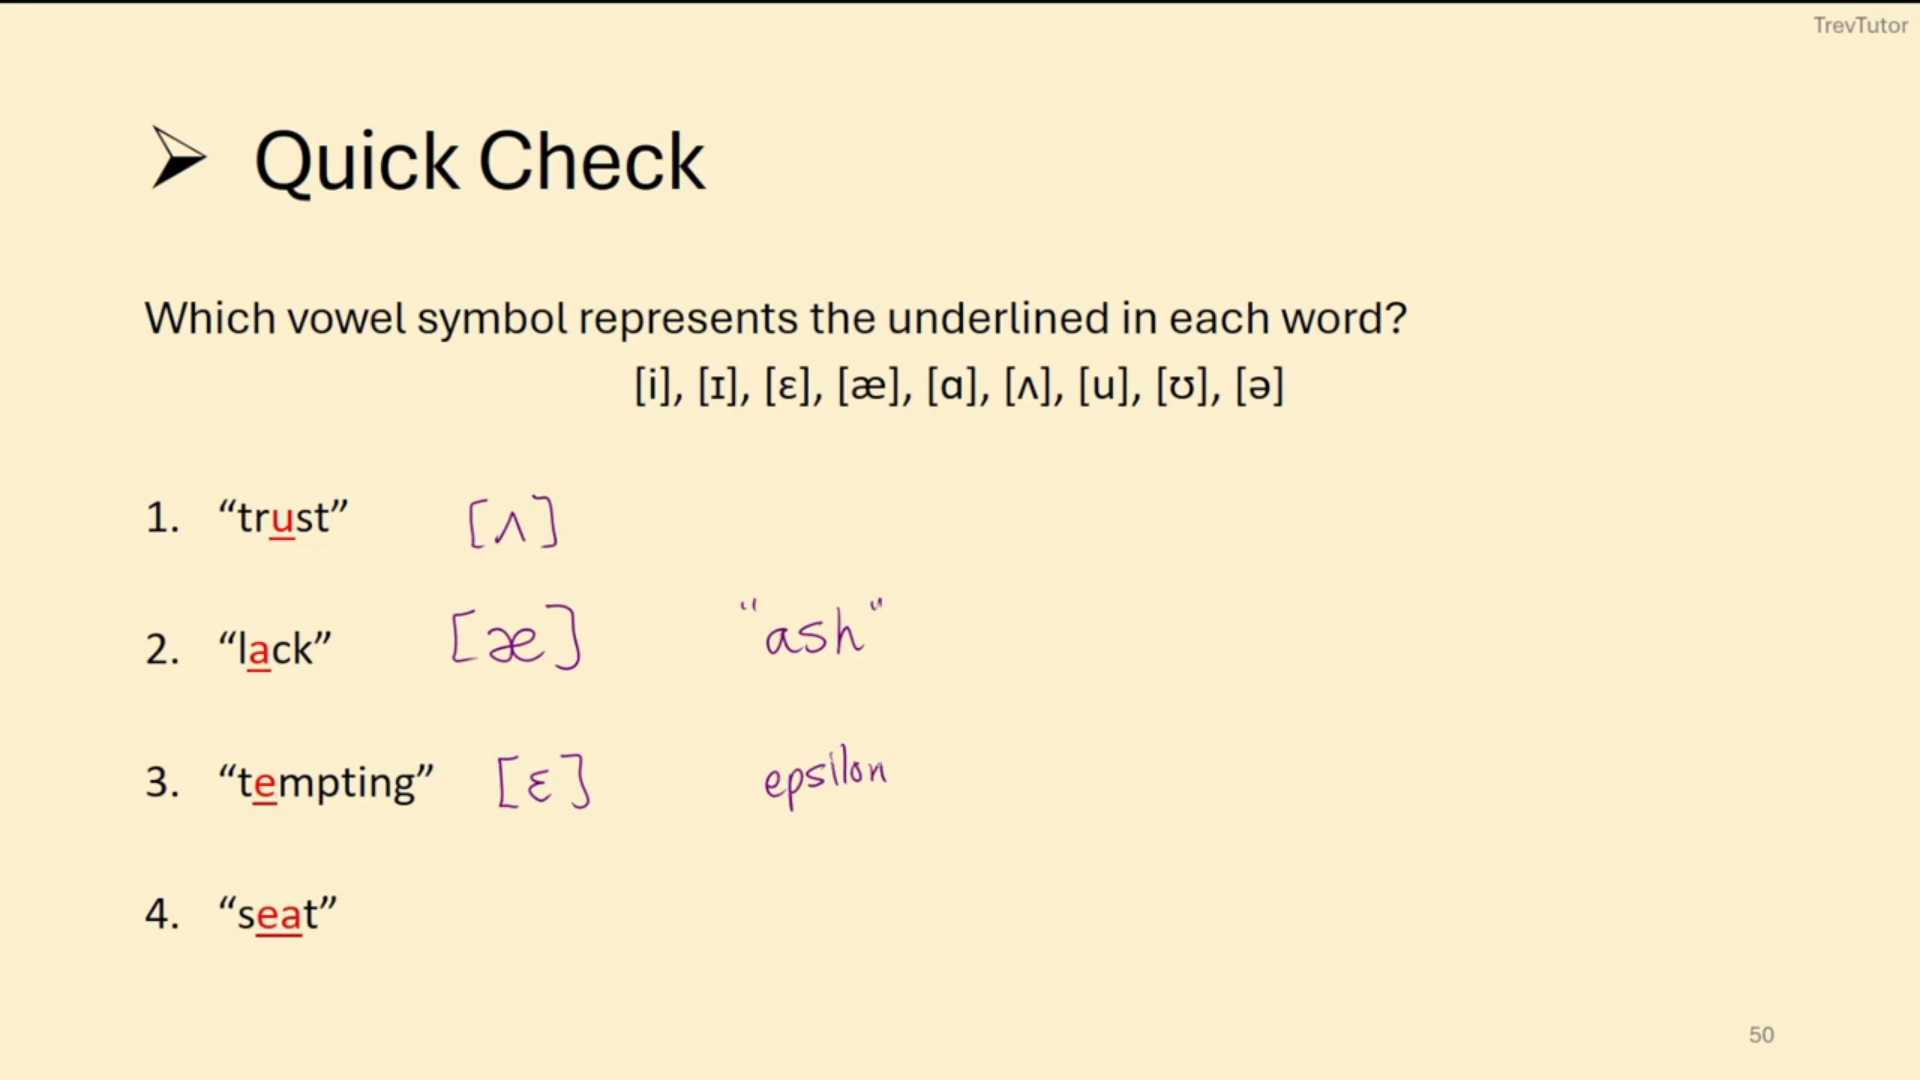 TrevTutor
➢ Quick Check
Which vowel symbol represents the underlined in each word?
[i], [ɪ], [ɛ], [æ], [ɑ], [ʌ], [u], [ʊ], [ə]
1. “trust” [ʌ]
2. “lack” [æ] "ash"
3. “tempting” [ɛ] epsilon
4. “seat”
50